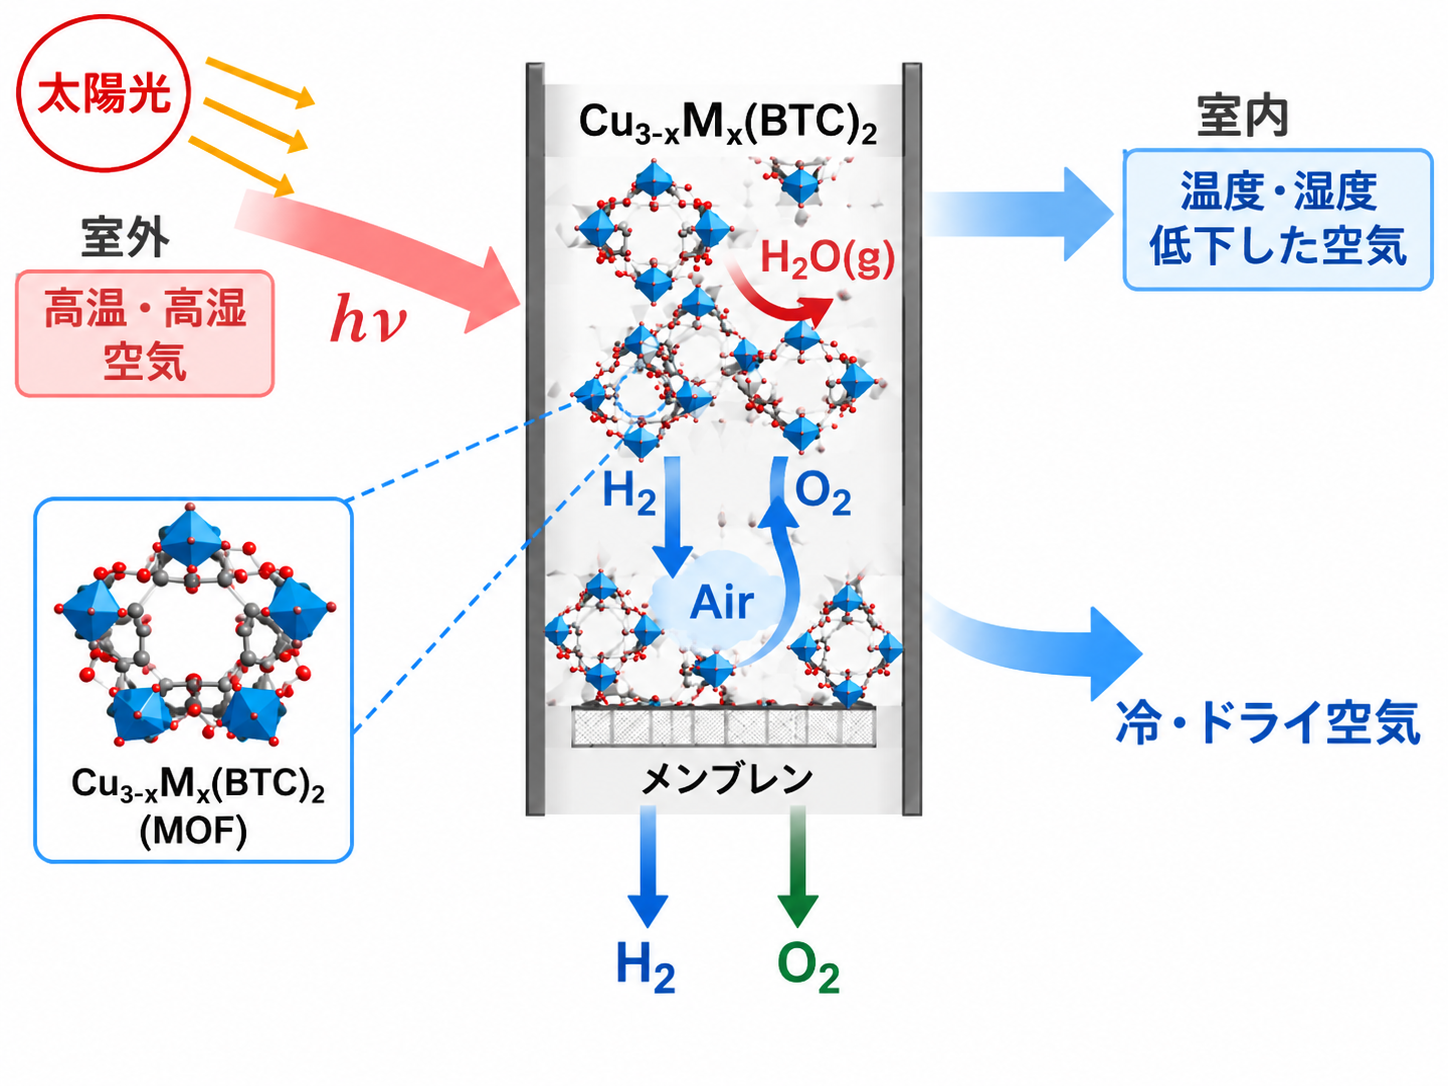 太陽光
室外
高温・高湿
空気
hν
Cu₃₋ₓMₓ(BTC)₂
H₂O(g)
H₂
O₂
Air
メンブレン
H₂
O₂
室内
温度・湿度
低下した空気
冷・ドライ空気
Cu₃₋ₓMₓ(BTC)₂
(MOF)